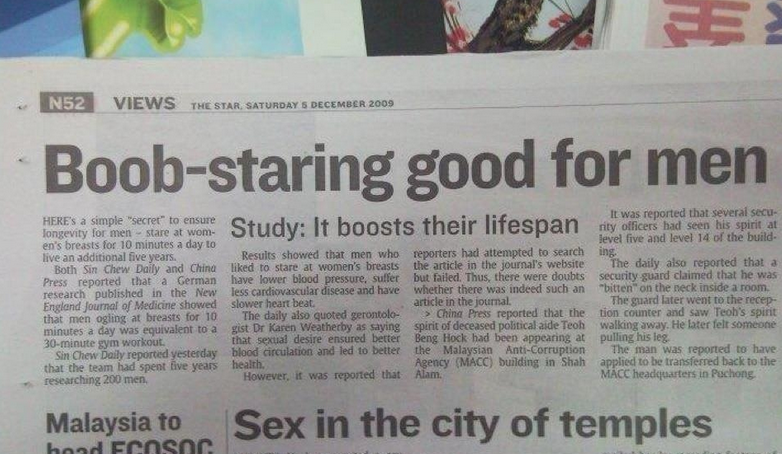 N52 VIEWS THE STAR, SATURDAY 5 DECEMBER 2009
Boob-staring good for men
Study: It boosts their lifespan
HERE's a simple "secret" to ensure
longevity for men – stare at wom-
en's breasts for 10 minutes a day to
live an additional five years.
Both Sin Chew Daily and China
Press reported that a German
research published in the New
England Journal of Medicine showed
that men ogling at breasts for 10
minutes a day was equivalent to a
30-minute gym workout.
Sin Chew Daily reported yesterday
that the team had spent five years
researching 200 men.
Results showed that men who
liked to stare at women's breasts
have lower blood pressure, suffer
less cardiovascular disease and have
slower heart beat.
The daily also quoted gerontolo-
gist Dr Karen Weatherby as saying
that sexual desire ensured better
blood circulation and led to better
health.
However, it was reported that
reporters had attempted to search
the article in the journal's website
but failed. Thus, there were doubts
whether there was indeed such an
article in the journal.
> China Press reported that the
spirit of deceased political aide Teoh
Beng Hock had been appearing at
the Malaysian Anti-Corruption
Agency (MACC) building in Shah
Alam.
It was reported that several secu-
rity officers had seen his spirit at
level five and level 14 of the build-
ing.
The daily also reported that a
security guard claimed that he was
"bitten" on the neck inside a room.
The guard later went to the recep-
tion counter and saw Teoh's spirit
walking away. He later felt someone
pulling his leg.
The man was reported to have
applied to be transferred back to the
MACC headquarters in Puchong.
Malaysia to
head ECOSOC
Sex in the city of temples